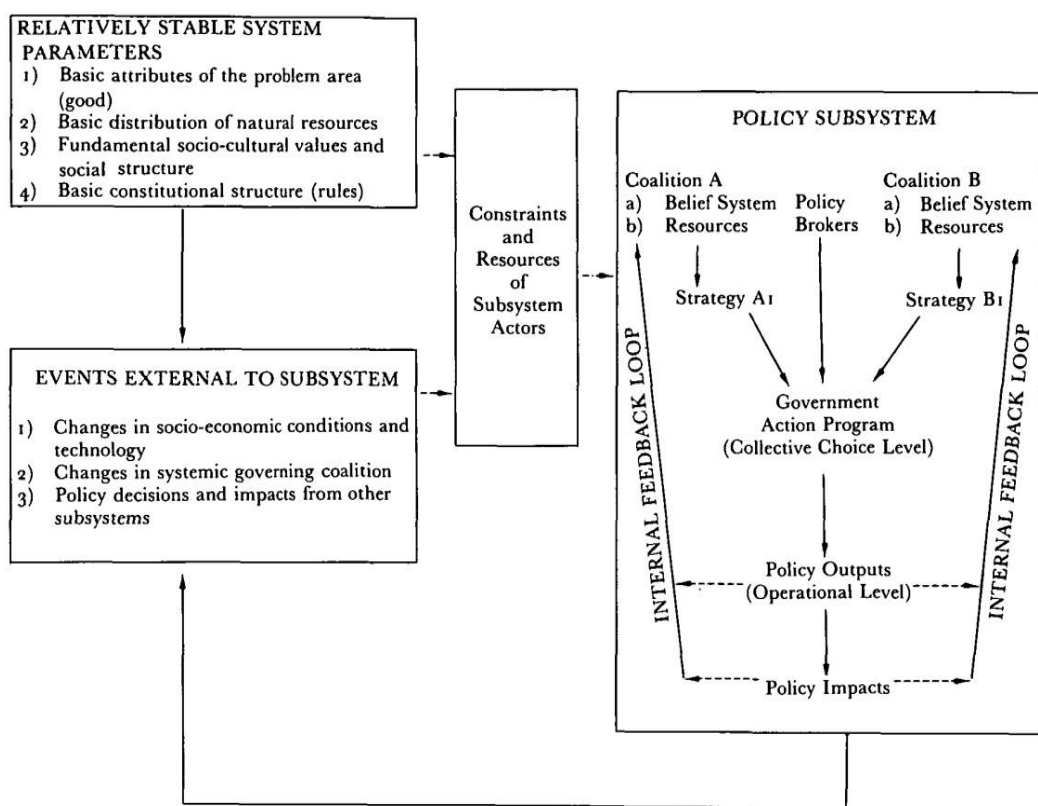 RELATIVELY STABLE SYSTEM
PARAMETERS
1) Basic attributes of the problem area
(good)
2) Basic distribution of natural resources
3) Fundamental socio-cultural values and
social structure
4) Basic constitutional structure (rules)
EVENTS EXTERNAL TO SUBSYSTEM
1) Changes in socio-economic conditions and
technology
2) Changes in systemic governing coalition
3) Policy decisions and impacts from other
subsystems
Constraints
and
Resources
of
Subsystem
Actors
POLICY SUBSYSTEM
Coalition A
a) Belief System
b) Resources
Policy
Brokers
Coalition B
a) Belief System
b) Resources
Strategy A1
Strategy B1
INTERNAL FEEDBACK LOOP
Government
Action Program
(Collective Choice Level)
Policy Outputs
(Operational Level)
Policy Impacts
INTERNAL FEEDBACK LOOP